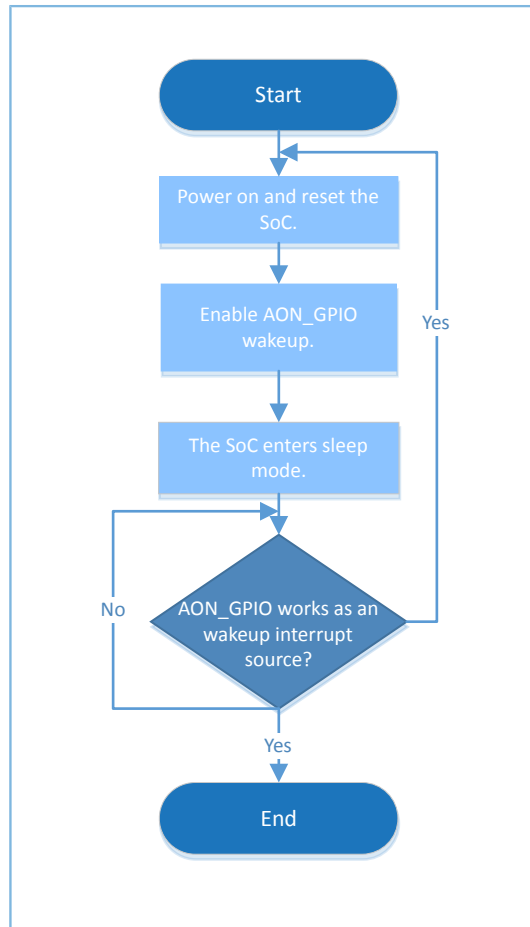 Start
Power on and reset the
SoC.
Enable AON_GPIO
wakeup.
Yes
The SoC enters sleep
mode.
No
AON_GPIO works as an
wakeup interrupt
source?
Yes
End